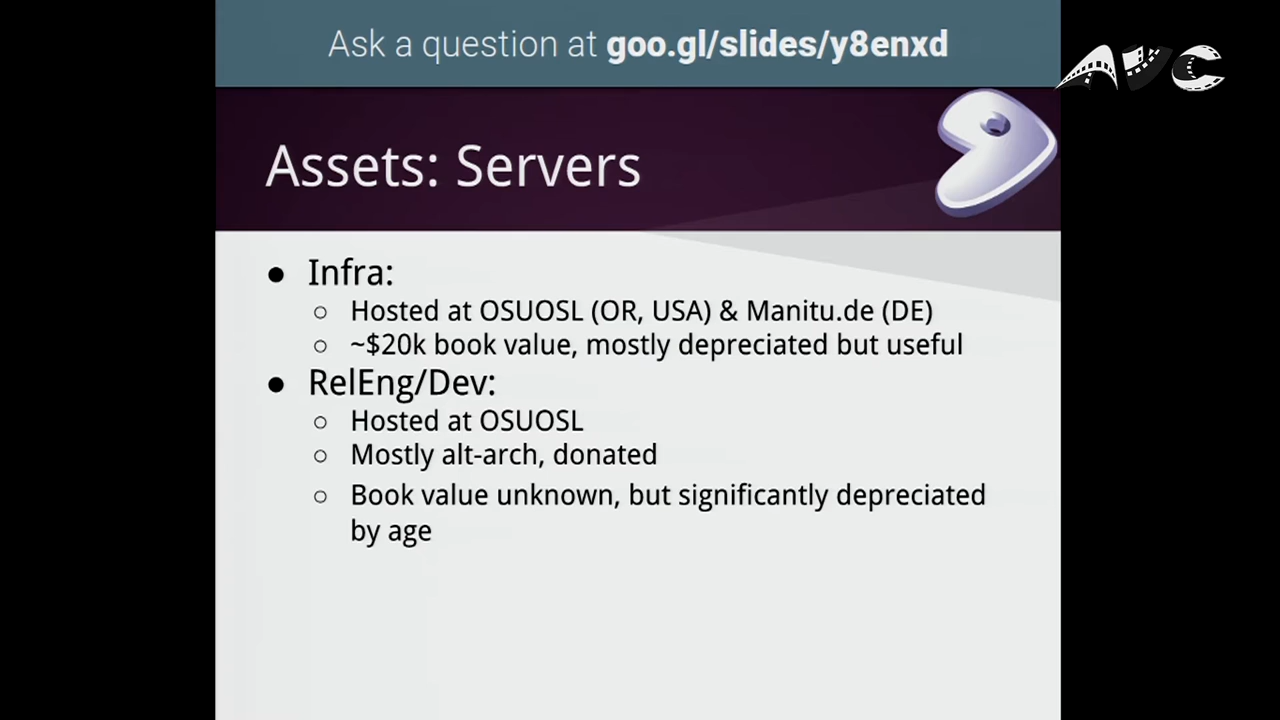 Ask a question at goo.gl/slides/y8enxd
AVC
Assets: Servers
● Infra:
○ Hosted at OSUOSL (OR, USA) & Manitu.de (DE)
○ ~$20k book value, mostly depreciated but useful
● RelEng/Dev:
○ Hosted at OSUOSL
○ Mostly alt-arch, donated
○ Book value unknown, but significantly depreciated
by age